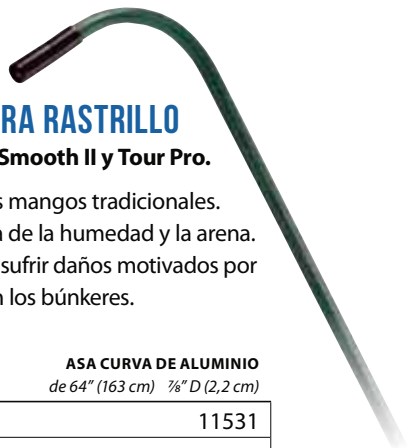 RA RASTRILLO
Smooth II y Tour Pro.
s mangos tradicionales.
n de la humedad y la arena.
sufrir daños motivados por
n los búnkeres.
ASA CURVA DE ALUMINIO
de 64” (163 cm) ⅞” D (2,2 cm)
11531